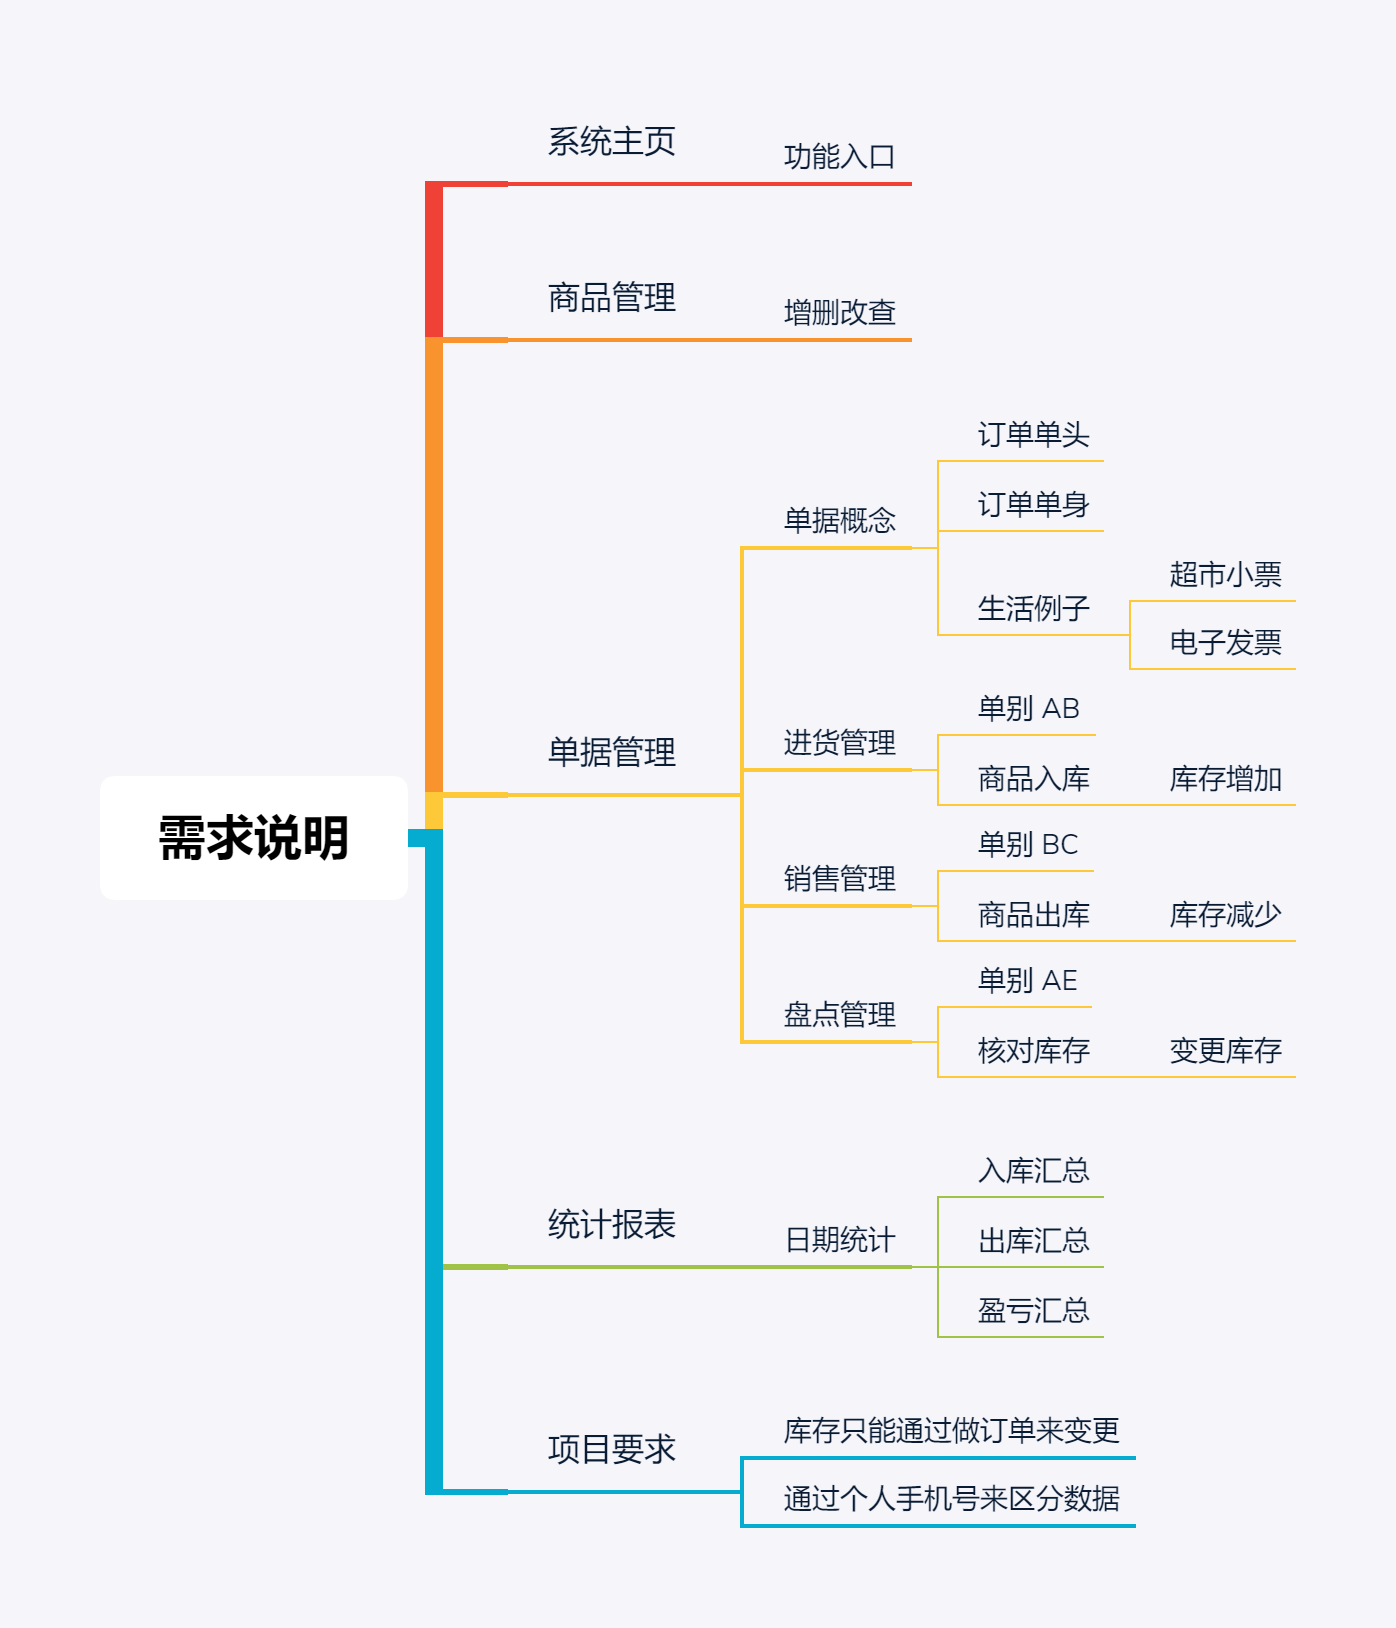 需求说明
系统主页
功能入口
商品管理
增删改查
单据管理
单据概念
订单单头
订单单身
生活例子
超市小票
电子发票
进货管理
单别 AB
商品入库
库存增加
销售管理
单别 BC
商品出库
库存减少
盘点管理
单别 AE
核对库存
变更库存
统计报表
日期统计
入库汇总
出库汇总
盈亏汇总
项目要求
库存只能通过做订单来变更
通过个人手机号来区分数据